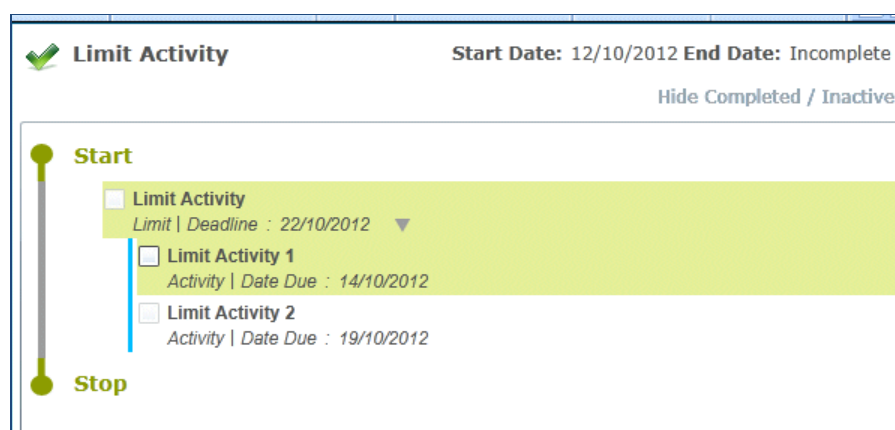 Limit Activity
Start Date: 12/10/2012 End Date: Incomplete
Hide Completed / Inactive
Start
Limit Activity
Limit | Deadline : 22/10/2012
Limit Activity 1
Activity | Date Due : 14/10/2012
Limit Activity 2
Activity | Date Due : 19/10/2012
Stop